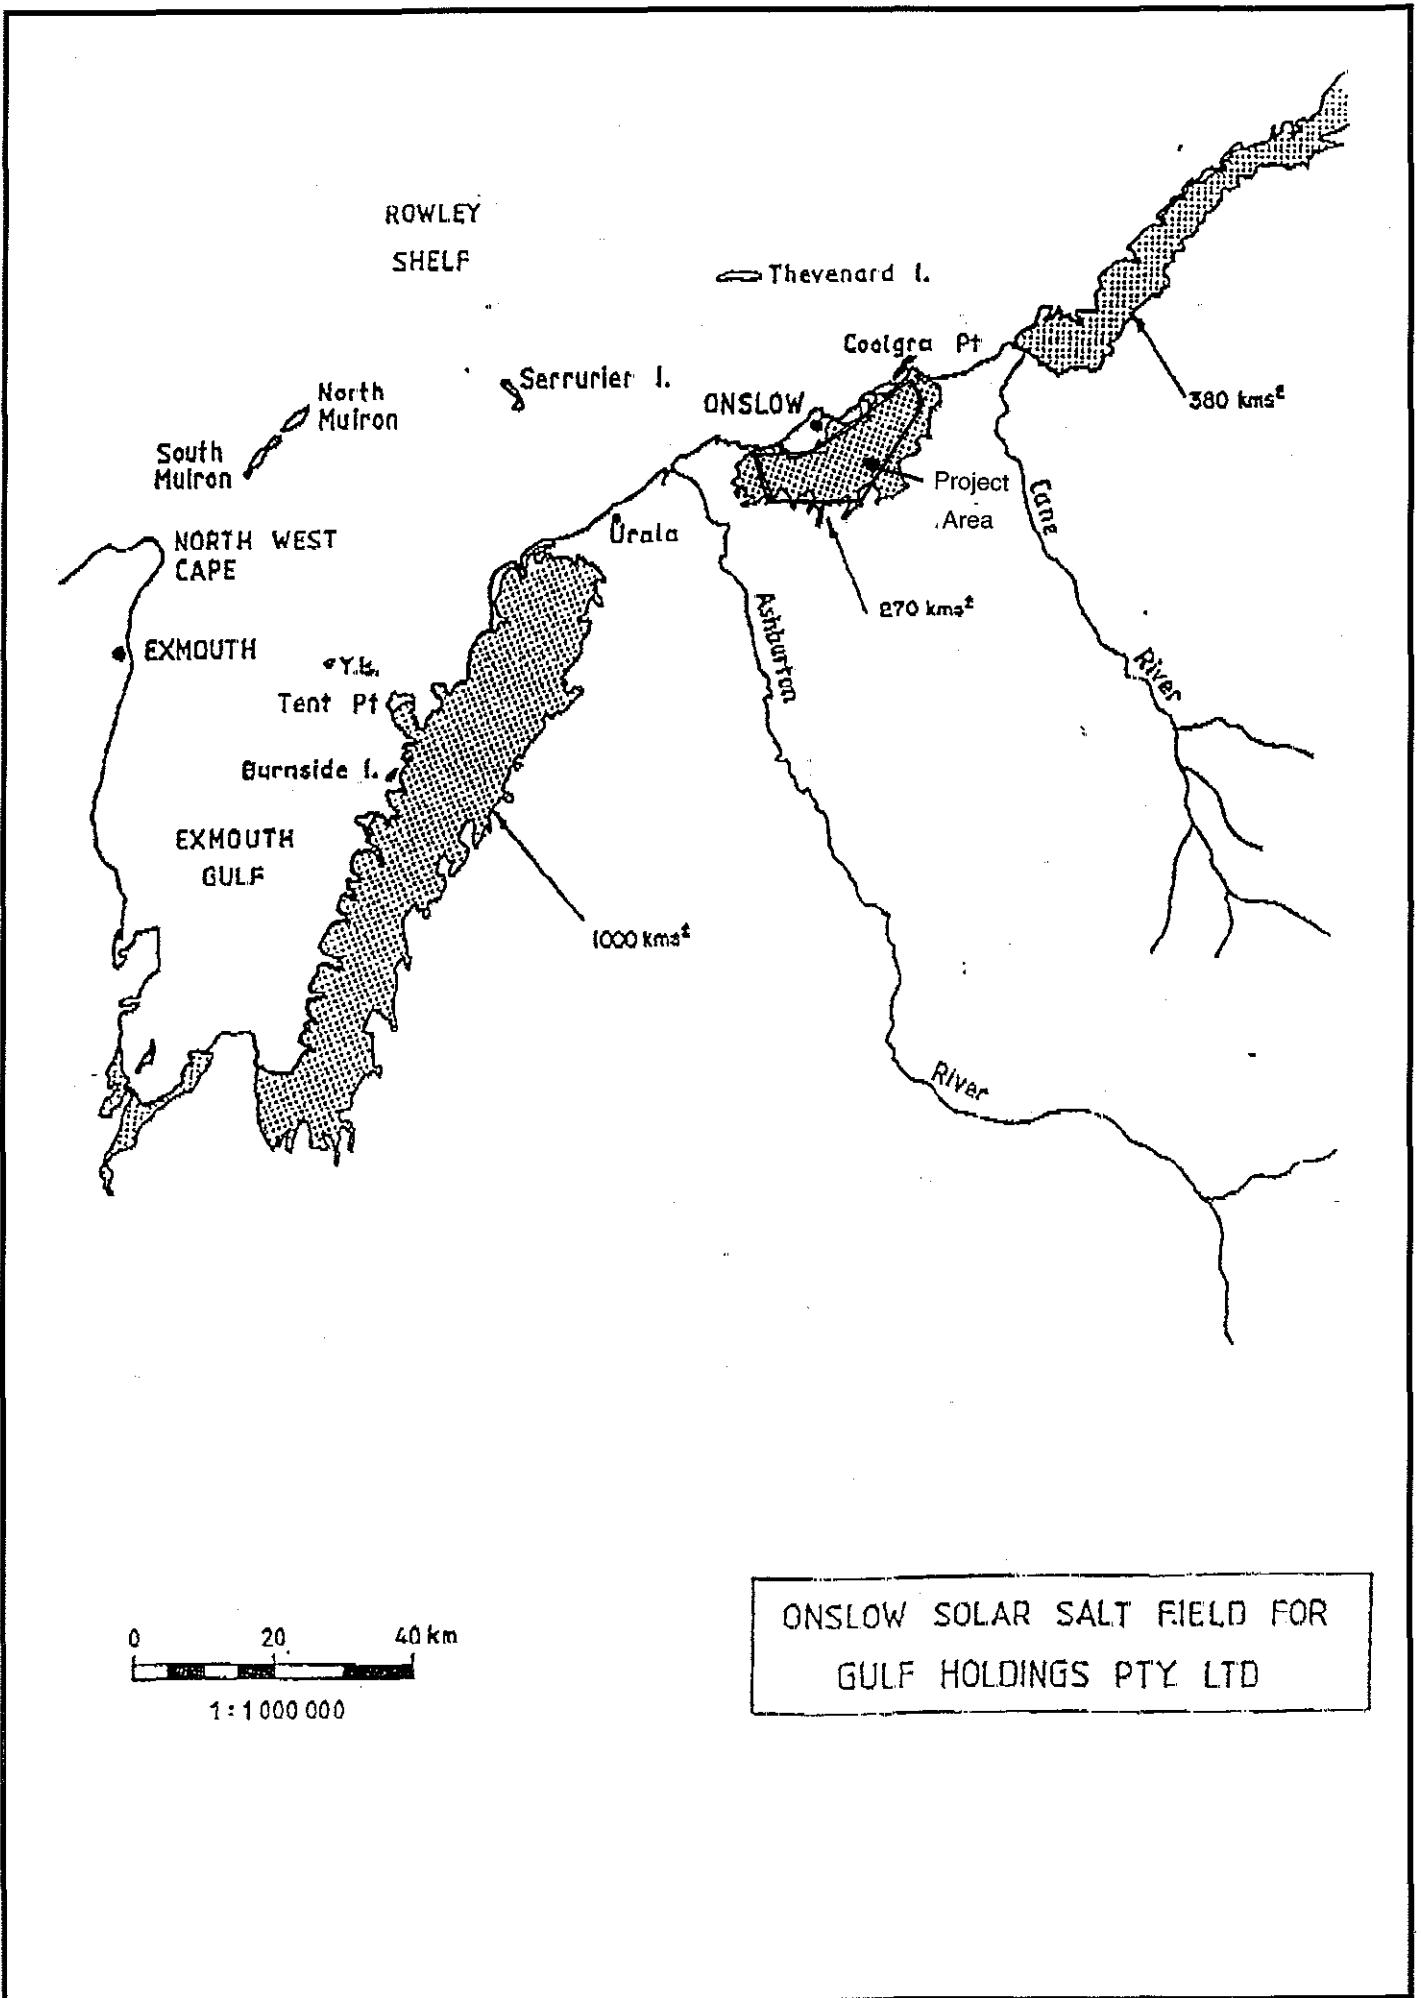 ROWLEY
SHELF
Thevenard I.
Coolgra Pt
Serrurier I.
380 kms²
North
Muiron
ONSLOW
South
Muiron
Project
Area
Cane
Urala
NORTH WEST
CAPE
270 kms²
Ashburton
EXMOUTH
River
Y.B.
Tent Pt
Burnside I.
EXMOUTH
GULF
1000 kms²
River
ONSLOW SOLAR SALT FIELD FOR
GULF HOLDINGS PTY LTD
0 20 40 km
1:1 000 000